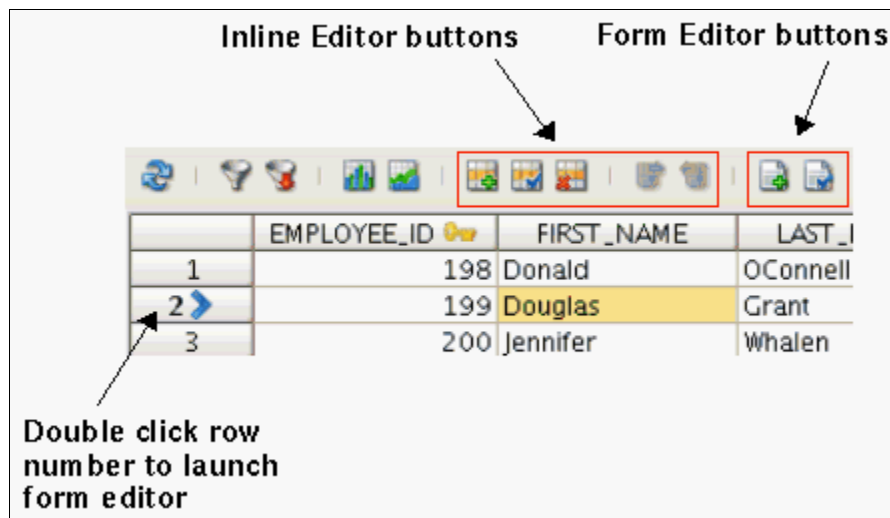 Inline Editor buttons Form Editor buttons
EMPLOYEE_ID FIRST_NAME
1 198 Donald OConnell
2 199 Douglas Grant
3 200 Jennifer Whalen
Double click row
number to launch
form editor